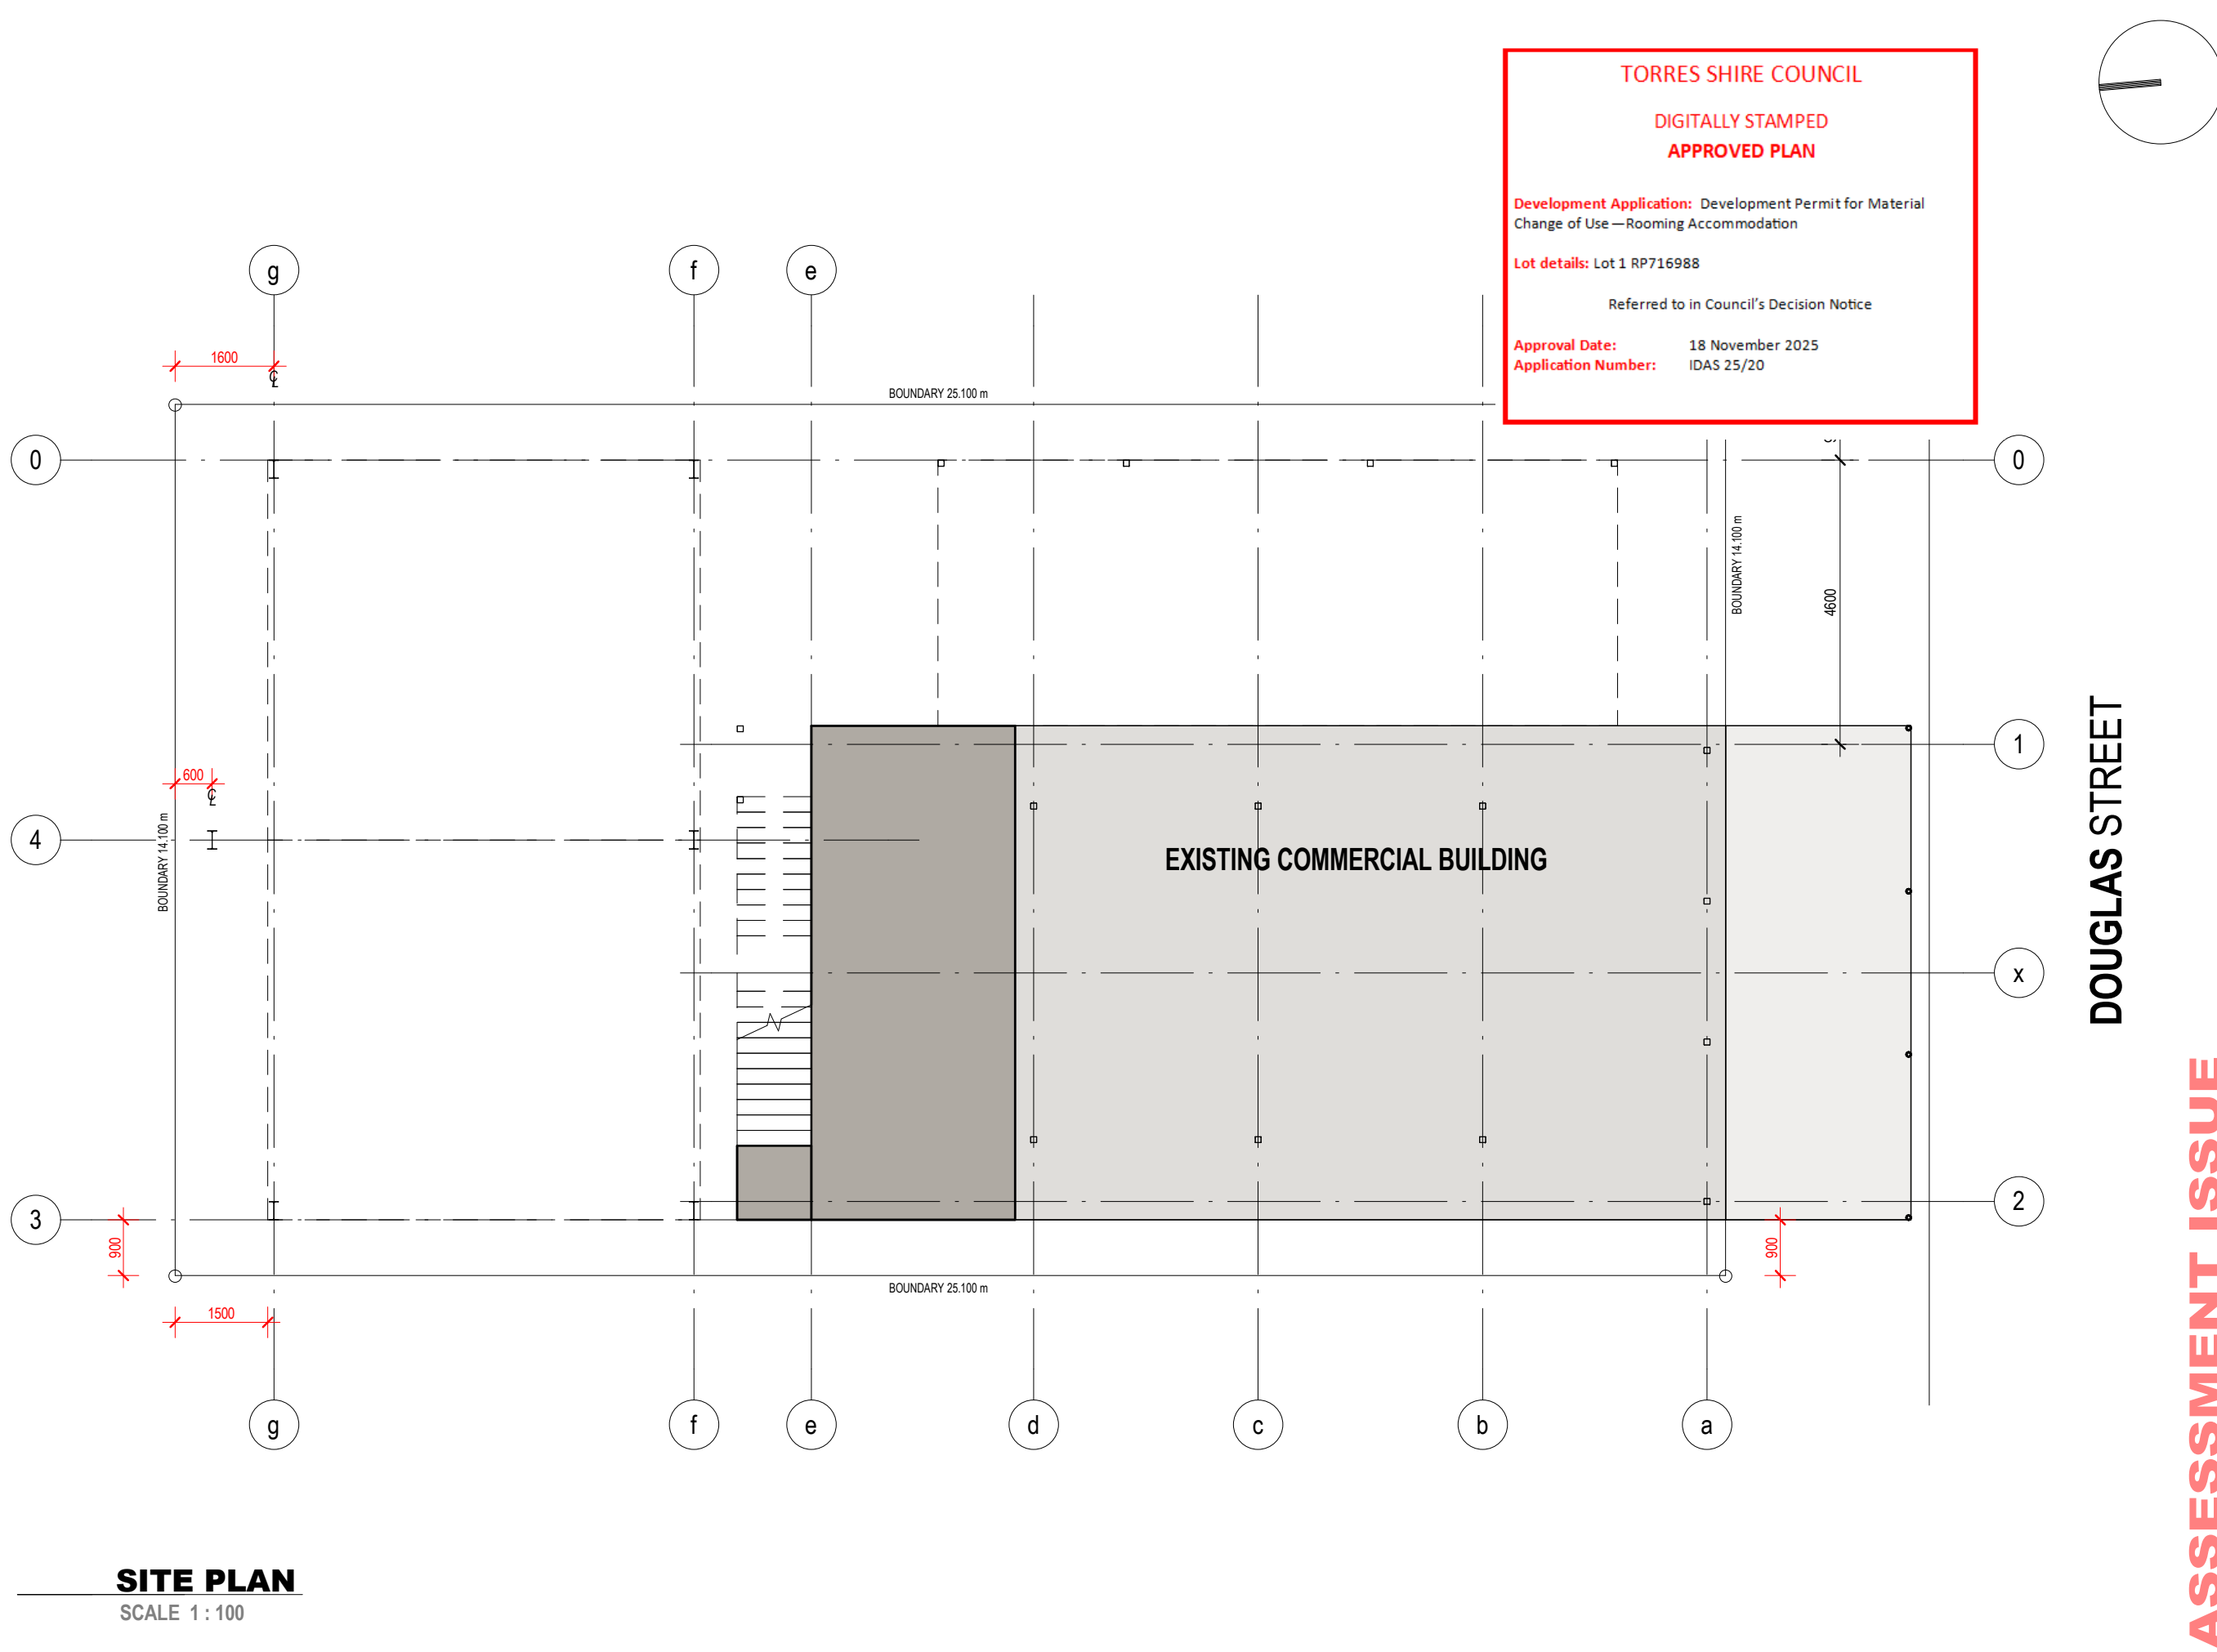 TORRES SHIRE COUNCIL
DIGITALLY STAMPED
APPROVED PLAN
Development Application: Development Permit for Material
Change of Use—Rooming Accommodation
Lot details: Lot 1 RP716988
Referred to in Council's Decision Notice
Approval Date: 18 November 2025
Application Number: IDAS 25/20
g
f
e
1600
℄
BOUNDARY 25.100 m
0
0
BOUNDARY 14.100 m
4600
1
600
℄
4
BOUNDARY 14.100 m
EXISTING COMMERCIAL BUILDING
DOUGLAS STREET
x
3
2
900
900
BOUNDARY 25.100 m
1500
g
f
e
d
c
b
a
ASSESSMENT ISSUE
SITE PLAN
SCALE 1 : 100